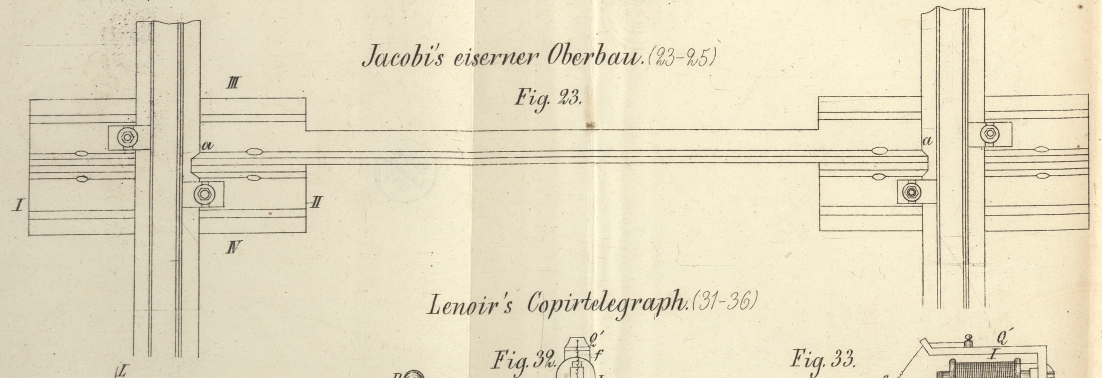 Jacobi's eiserner Oberbau. (23-25)
Fig. 23.
III
a
a
I
II
IV
Lenoir's Copirtelegraph. (31-36)
Fig. 32.
Q'
f
Fig. 33.
Q'
I
L